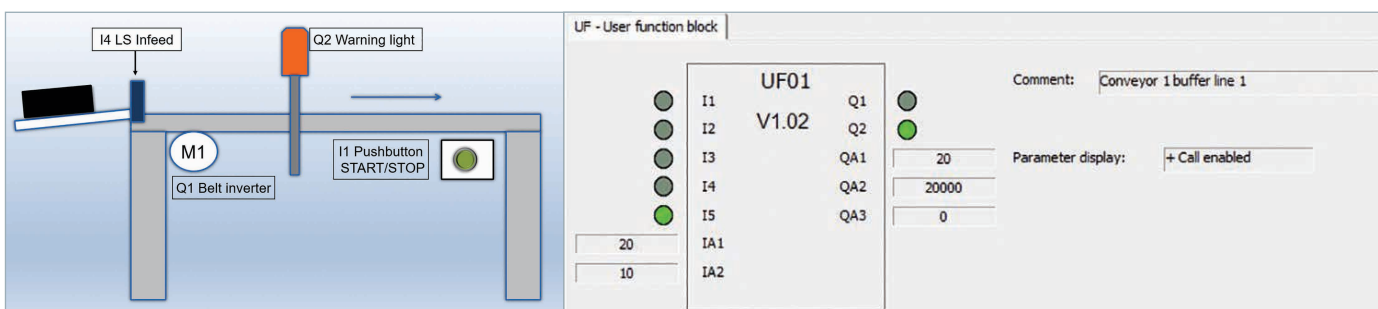 I4 LS Infeed
Q2 Warning light
M1
I1 Pushbutton
START/STOP
Q1 Belt inverter
UF - User function block
UF01
V1.02
I1
I2
I3
I4
I5
IA1
IA2
20
10
Q1
Q2
QA1
QA2
QA3
20
20000
0
Comment:
Conveyor 1 buffer line 1
Parameter display:
+ Call enabled